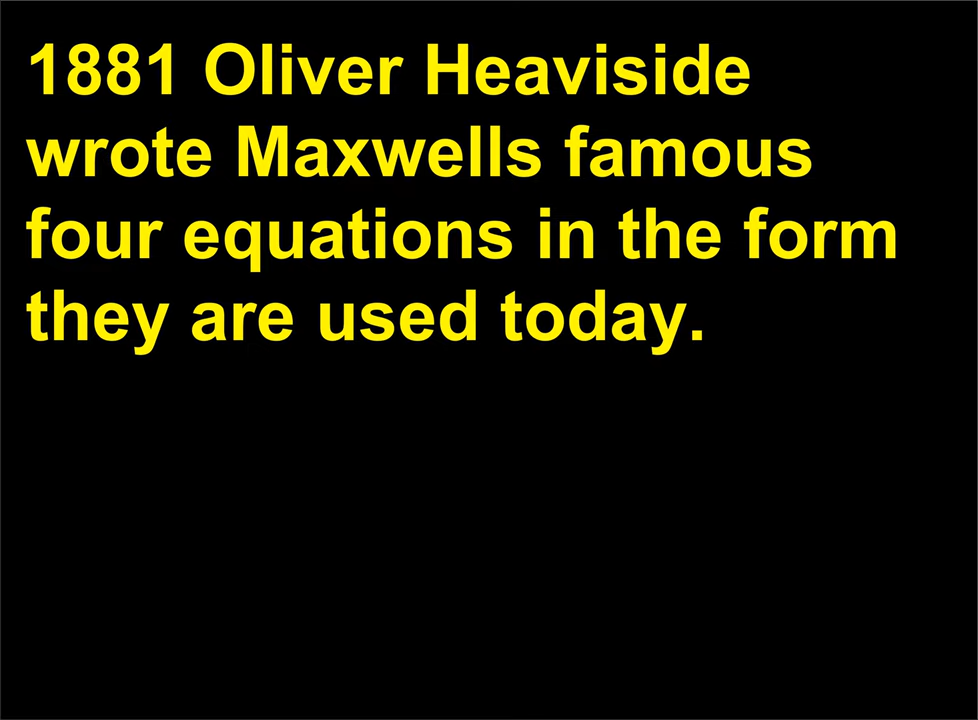 1881 Oliver Heaviside
wrote Maxwells famous
four equations in the form
they are used today.